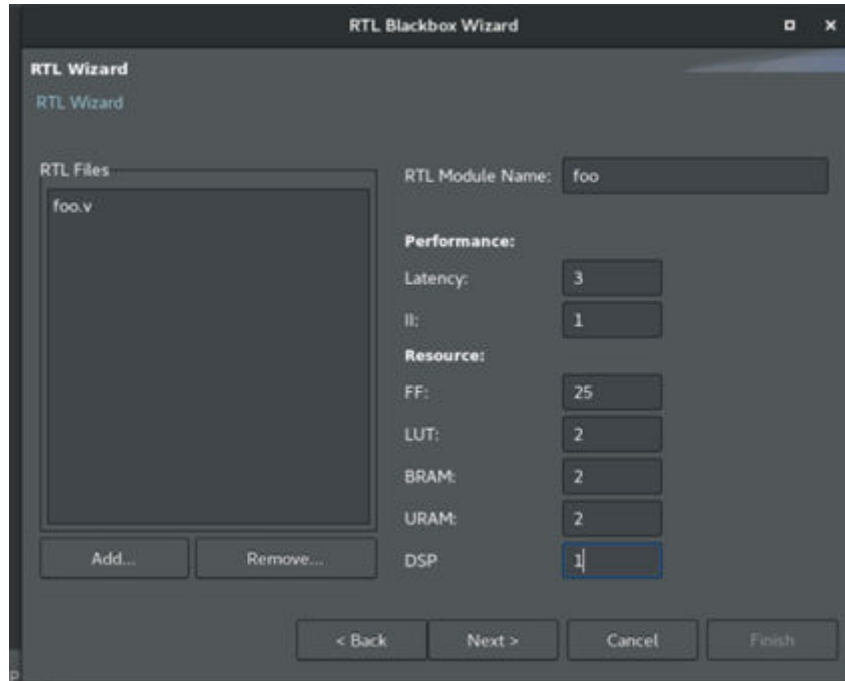 RTL Blackbox Wizard
RTL Wizard
RTL Wizard
RTL Files
foo.v
Add...
Remove...
RTL Module Name: foo
Performance:
Latency: 3
II: 1
Resource:
FF: 25
LUT: 2
BRAM: 2
URAM: 2
DSP 1
< Back
Next >
Cancel
Finish